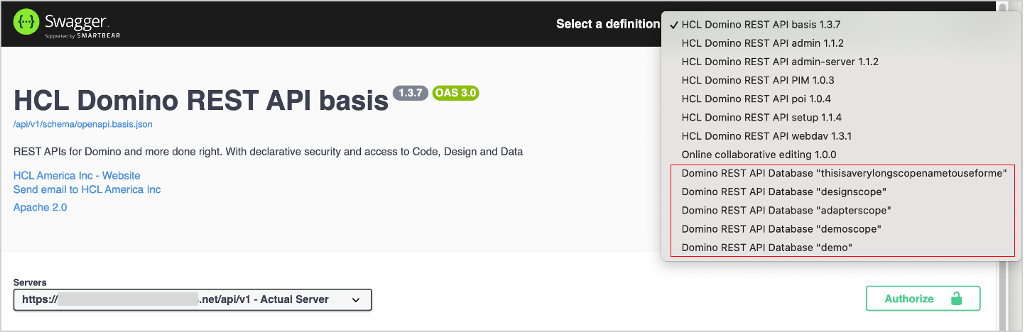 Swagger.
Supported by SMARTBEAR
Select a definition
✓ HCL Domino REST API basis 1.3.7
HCL Domino REST API admin 1.1.2
HCL Domino REST API admin-server 1.1.2
HCL Domino REST API PIM 1.0.3
HCL Domino REST API poi 1.0.4
HCL Domino REST API setup 1.1.4
HCL Domino REST API webdav 1.3.1
Online collaborative editing 1.0.0
Domino REST API Database "thisisaverylongscopenametouseforme"
Domino REST API Database "designscope"
Domino REST API Database "adapterscope"
Domino REST API Database "demoscope"
Domino REST API Database "demo"
HCL Domino REST API basis 1.3.7 OAS 3.0
/api/v1/schema/openapi.basis.json
REST APIs for Domino and more done right. With declarative security and access to Code, Design and Data
HCL America Inc - Website
Send email to HCL America Inc
Apache 2.0
Servers
https:// .net/api/v1 - Actual Server
Authorize